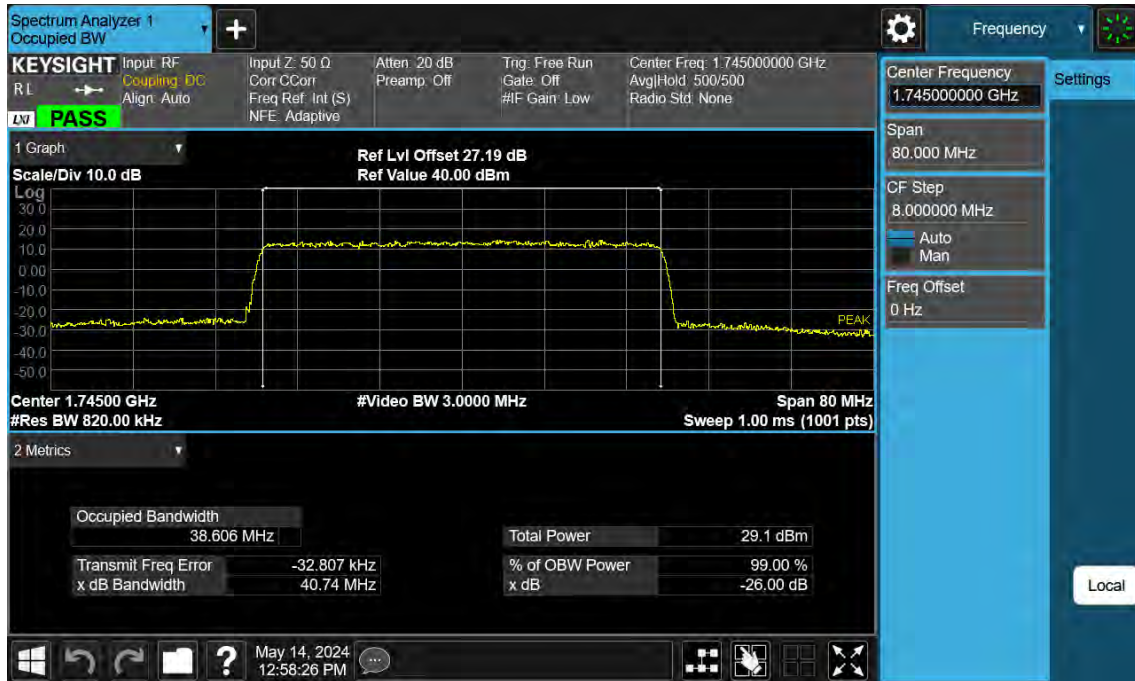 Spectrum Analyzer 1
Occupied BW
Frequency
KEYSIGHT Input: RF Input Z: 50 Ω Atten: 20 dB Trig: Free Run Center Freq: 1.745000000 GHz
RL Coupling: DC Corr CCorr Preamp: Off Gate: Off Avg|Hold: 500/500
Align: Auto Freq Ref: Int (S) #IF Gain: Low Radio Std: None
LXI PASS NFE: Adaptive
1 Graph
Ref Lvl Offset 27.19 dB
Scale/Div 10.0 dB Ref Value 40.00 dBm
Log
30.0
20.0
10.0
0.00
-10.0
-20.0
-30.0
-40.0
-50.0
PEAK
Center 1.74500 GHz #Video BW 3.0000 MHz Span 80 MHz
#Res BW 820.00 kHz Sweep 1.00 ms (1001 pts)
2 Metrics
Occupied Bandwidth
38.606 MHz Total Power 29.1 dBm
Transmit Freq Error -32.807 kHz % of OBW Power 99.00 %
x dB Bandwidth 40.74 MHz x dB -26.00 dB
May 14, 2024
12:58:26 PM
Center Frequency
1.745000000 GHz
Span
80.000 MHz
CF Step
8.000000 MHz
Auto
Man
Freq Offset
0 Hz
Settings
Local